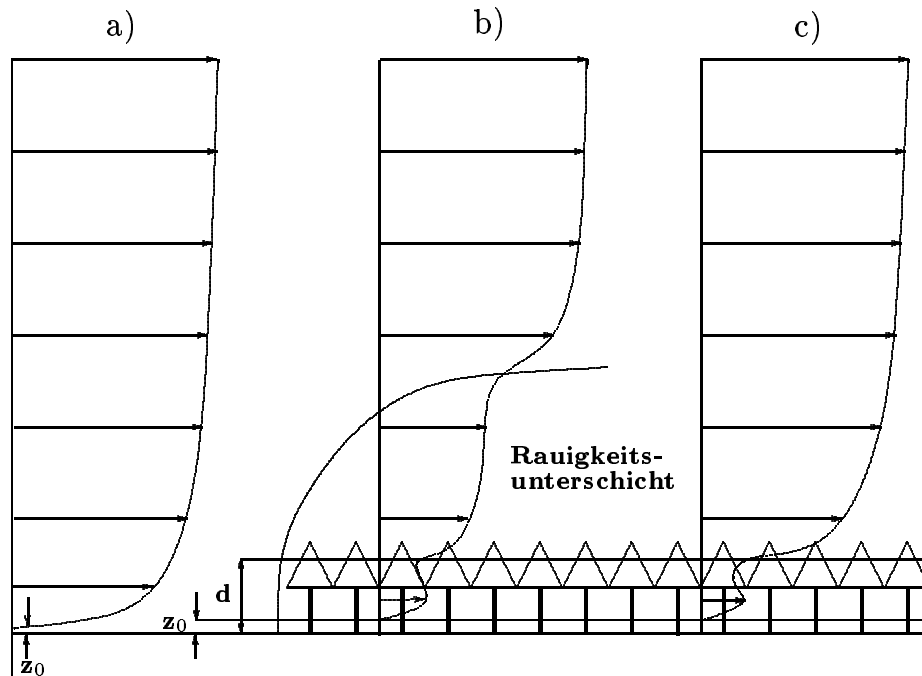 a)
b)
c)
Rauigkeits-
unterschicht
d
z0
z0